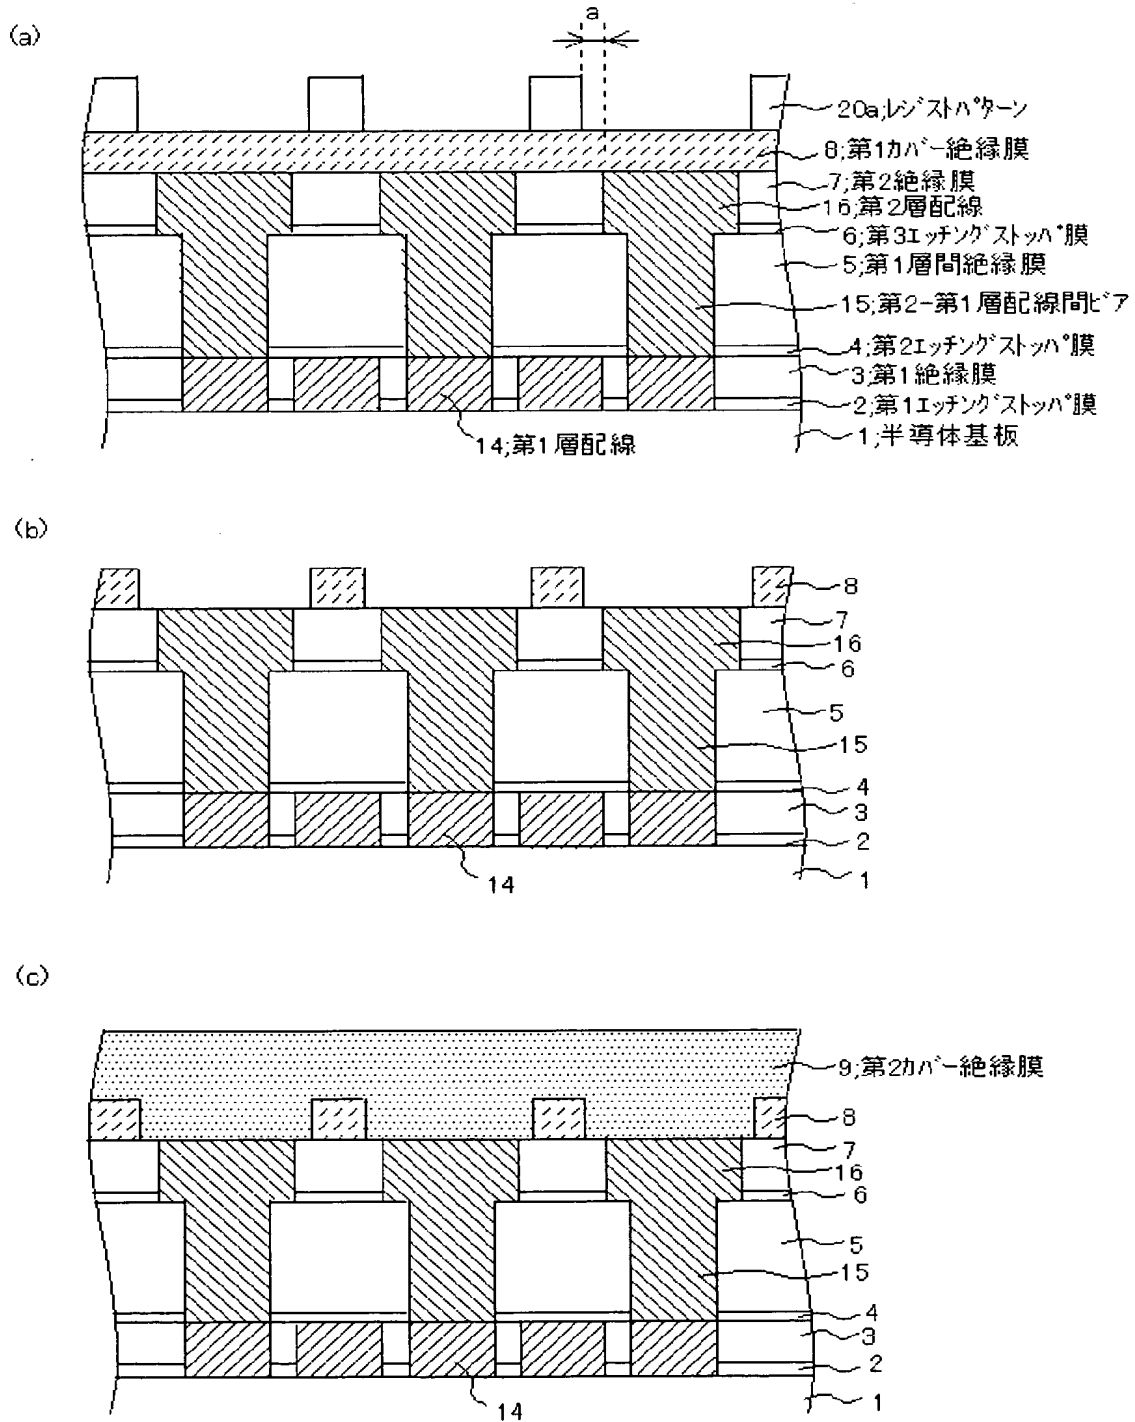 (a)
a
20a;レジストパターン
8;第1カバー絶縁膜
7;第2絶縁膜
16;第2層配線
6;第3エッチングストッパ膜
5;第1層間絶縁膜
15;第2-第1層配線間ビア
4;第2エッチングストッパ膜
3;第1絶縁膜
2;第1エッチングストッパ膜
14;第1層配線
1;半導体基板
(b)
8
7
16
6
5
15
4
3
2
14
1
(c)
9;第2カバー絶縁膜
8
7
16
6
5
15
4
3
2
14
1